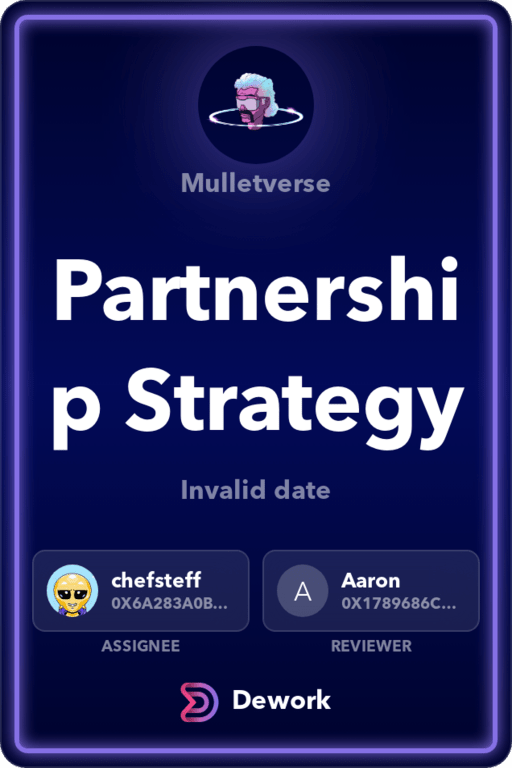 Mulletverse
Partnershi
p Strategy
Invalid date
chefsteff
0X6A283A0B...
A
Aaron
0X1789686C...
ASSIGNEE
REVIEWER
Dework